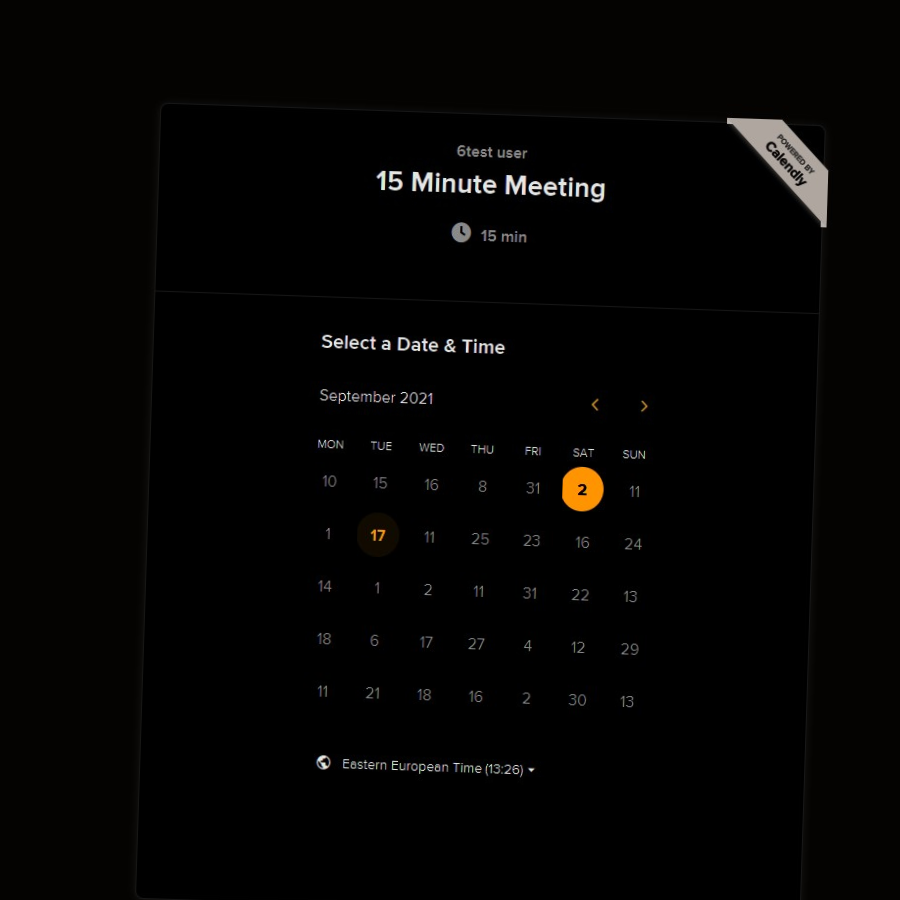 POWERED BY
Calendly
6test user
15 Minute Meeting
15 min
Select a Date & Time
September 2021
MON TUE WED THU FRI SAT SUN
10 15 16 8 31 2 11
1 17 11 25 23 16 24
14 1 2 11 31 22 13
18 6 17 27 4 12 29
11 21 18 16 2 30 13
Eastern European Time (13:26)